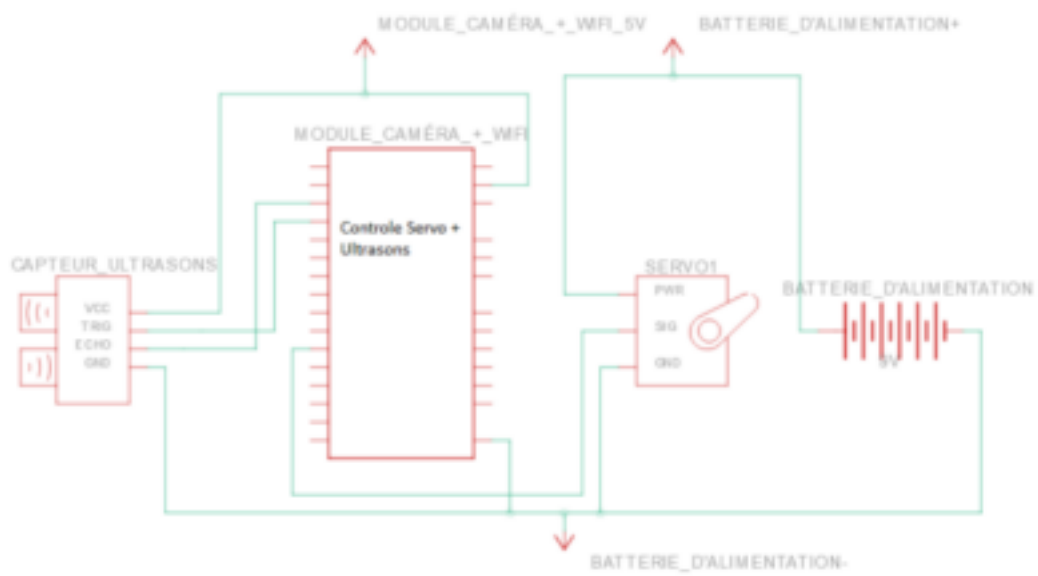 MODULE_CAMÉRA_+_WIFI_5V
BATTERIE_D'ALIMENTATION+
MODULE_CAMÉRA_+_WIFI
Controle Servo +
Ultrasons
CAPTEUR_ULTRASONS
VCC
TRIG
ECHO
GND
SERVO1
PWR
SIG
GND
BATTERIE_D'ALIMENTATION
BATTERIE_D'ALIMENTATION-